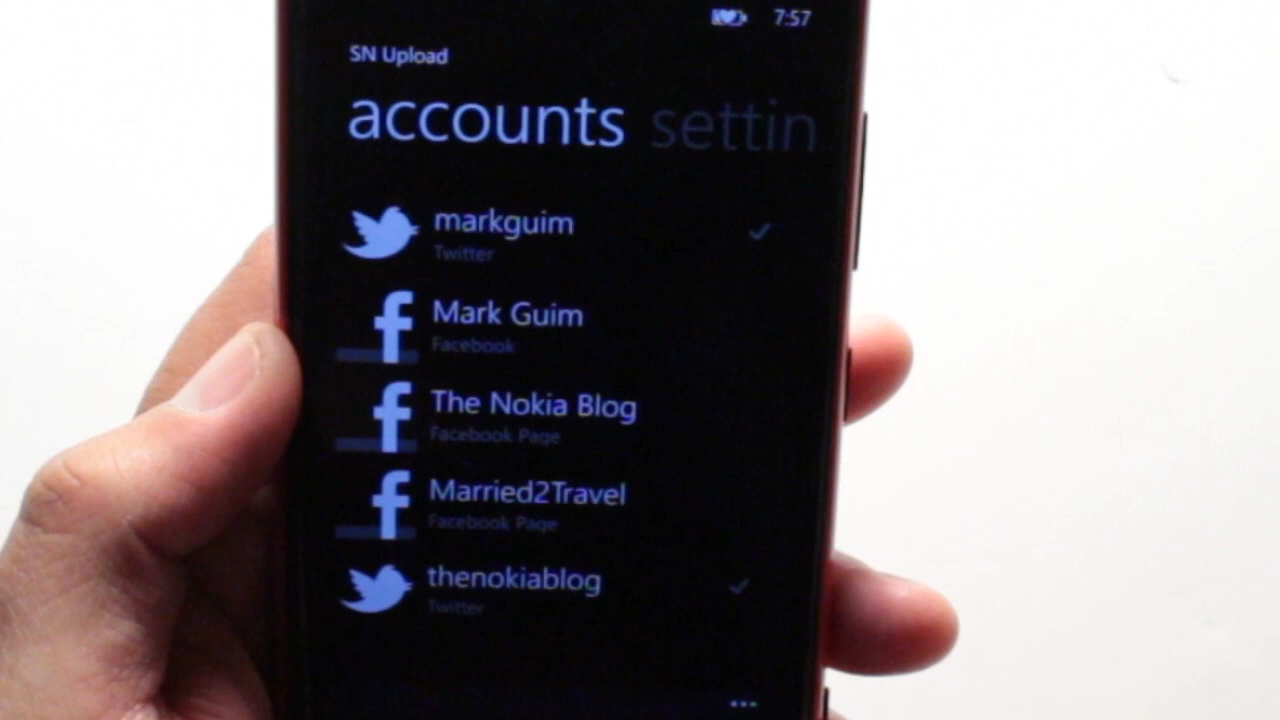 7:57
SN Upload
accounts settin
markguim
Twitter
Mark Guim
Facebook
The Nokia Blog
Facebook Page
Married2Travel
Facebook Page
thenokiablog
Twitter